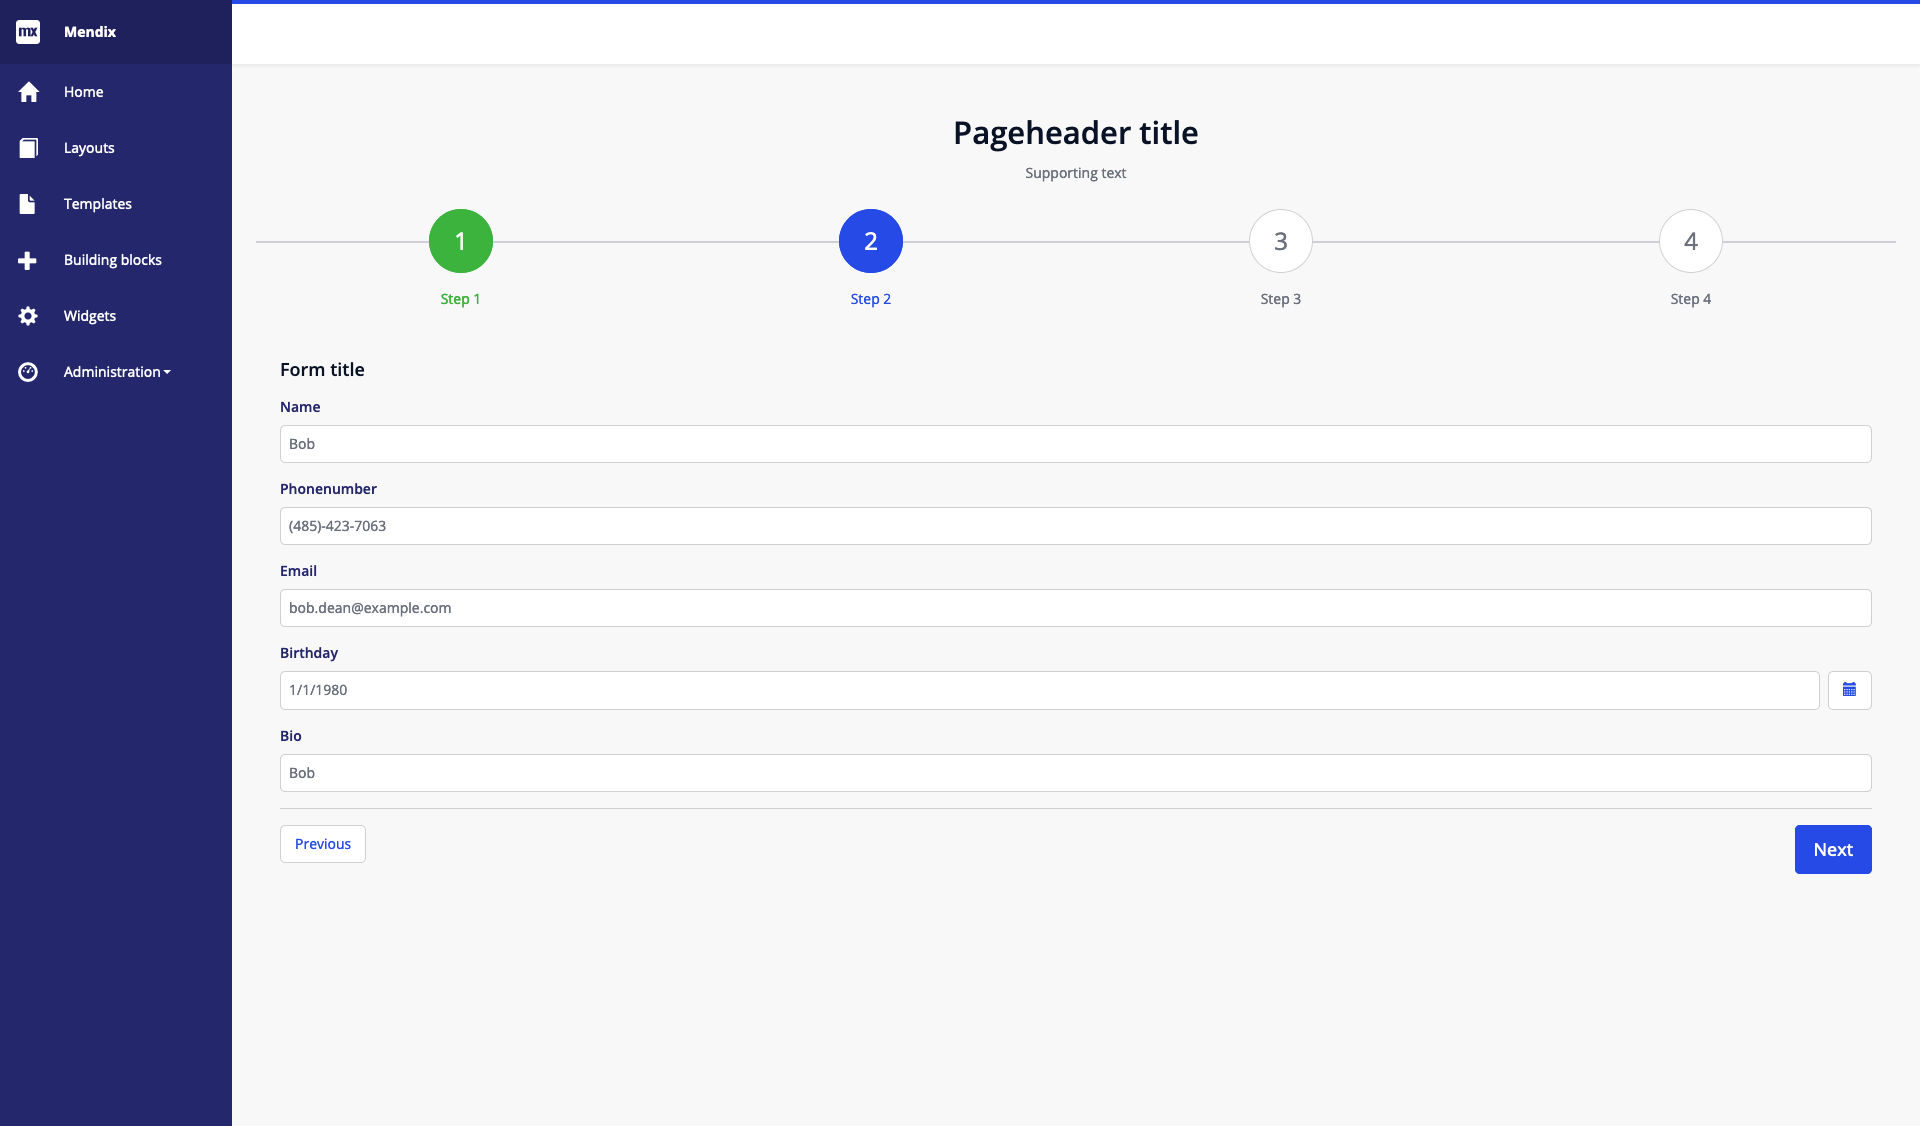 mx Mendix
Home
Layouts
Templates
Building blocks
Widgets
Administration
Pageheader title
Supporting text
1 2 3 4
Step 1 Step 2 Step 3 Step 4
Form title
Name
Bob
Phonenumber
(485)-423-7063
Email
bob.dean@example.com
Birthday
1/1/1980
Bio
Bob
Previous Next